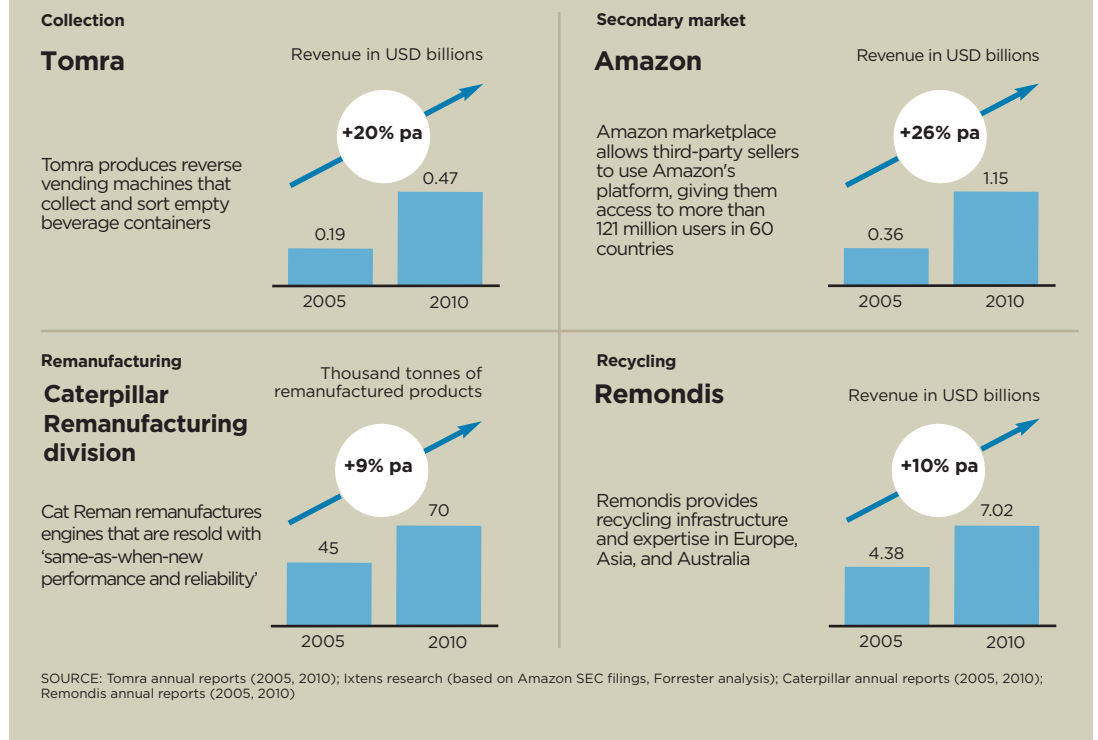 Collection
Tomra
Revenue in USD billions
+20% pa
Tomra produces reverse
vending machines that
collect and sort empty
beverage containers
0.19
0.47
2005
2010
Secondary market
Amazon
Revenue in USD billions
+26% pa
Amazon marketplace
allows third-party sellers
to use Amazon's
platform, giving them
access to more than
121 million users in 60
countries
0.36
1.15
2005
2010
Remanufacturing
Caterpillar
Remanufacturing
division
Thousand tonnes of
remanufactured products
+9% pa
Cat Reman remanufactures
engines that are resold with
‘same-as-when-new
performance and reliability’
45
70
2005
2010
Recycling
Remondis
Revenue in USD billions
+10% pa
Remondis provides
recycling infrastructure
and expertise in Europe,
Asia, and Australia
4.38
7.02
2005
2010
SOURCE: Tomra annual reports (2005, 2010); Ixtens research (based on Amazon SEC filings, Forrester analysis); Caterpillar annual reports (2005, 2010);
Remondis annual reports (2005, 2010)